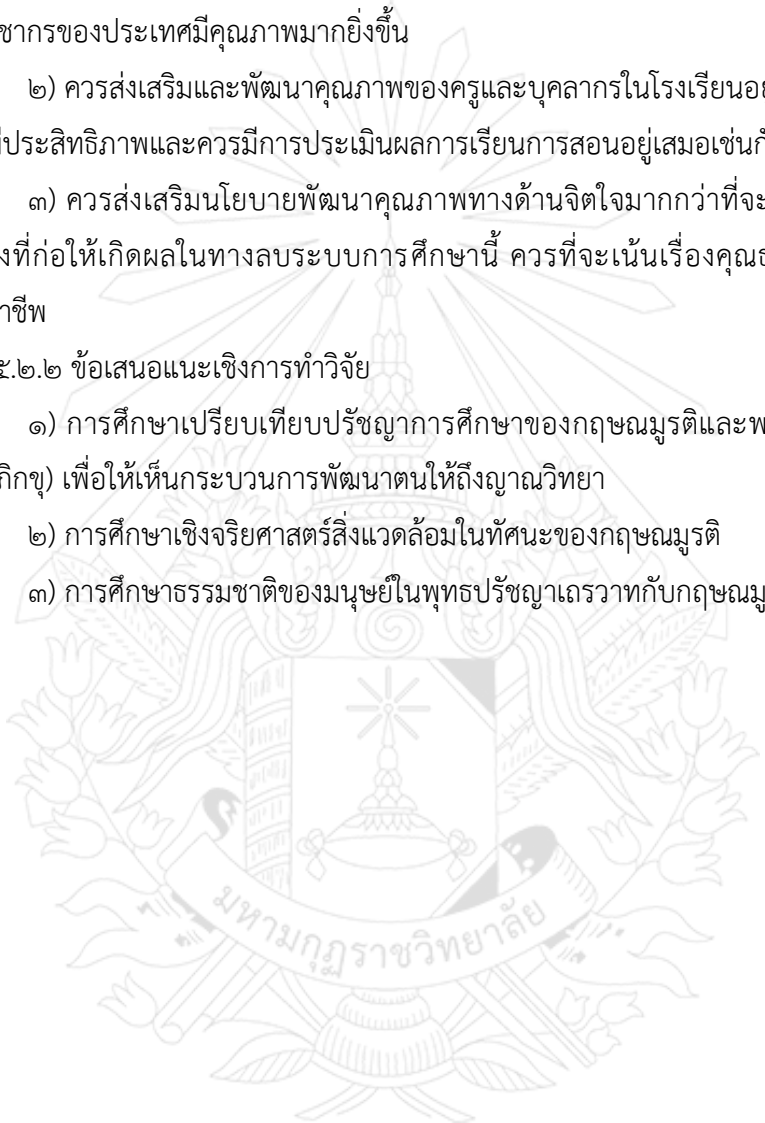 ชากรของประเทศมีคุณภาพมากยิ่งขึ้น
๒) ควรส่งเสริมและพัฒนาคุณภาพของครูและบุคลากรในโรงเรียนอย
ประสิทธิภาพและควรมีการประเมินผลการเรียนการสอนอยู่เสมอเช่นก
๓) ควรส่งเสริมนโยบายพัฒนาคุณภาพทางด้านจิตใจมากกว่าที่จะ
งที่ก่อให้เกิดผลในทางลบระบบการศึกษานี้ ควรที่จะเน้นเรื่องคุณธ
าชีพ
๕.๒.๒ ข้อเสนอแนะเชิงการทำวิจัย
๑) การศึกษาเปรียบเทียบปรัชญาการศึกษาของกฤษณมูรติและพ
ภิกขุ) เพื่อให้เห็นกระบวนการพัฒนาตนให้ถึงญาณวิทยา
๒) การศึกษาเชิงจริยศาสตร์สิ่งแวดล้อมในทัศนะของกฤษณมูรติ
๓) การศึกษาธรรมชาติของมนุษย์ในพุทธปรัชญาเถรวาทกับกฤษณมู
มหามกุฏราชวิทยาลัย